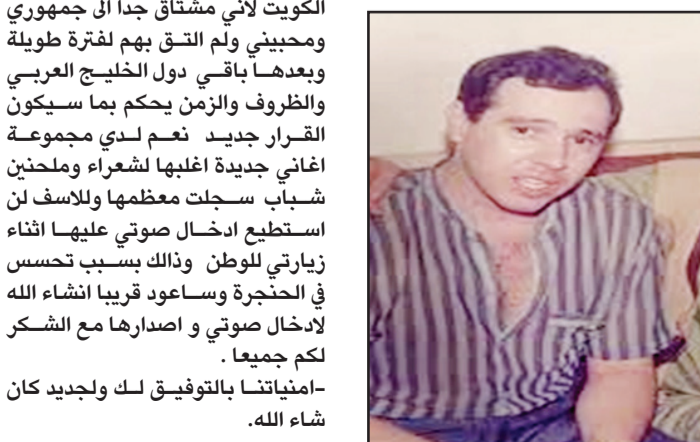 الكويت لأني مشتاق جدا الى جمهوري
ومحبيني ولم التق بهم لفترة طويلة
وبعدها باقي دول الخليج العربي
والظروف والزمن يحكم بما سيكون
القرار جديد نعم لدي مجموعة
اغاني جديدة اغلبها لشعراء وملحنين
شباب سجلت معظمها وللاسف لن
استطيع ادخال صوتي عليها اثناء
زيارتي للوطن وذالك بسبب تحسس
في الحنجرة وساعود قريبا انشاء الله
لادخال صوتي و اصدارها مع الشكر
لكم جميعا .
-امنياتنا بالتوفيق لك ولجديد كان
شاء الله.